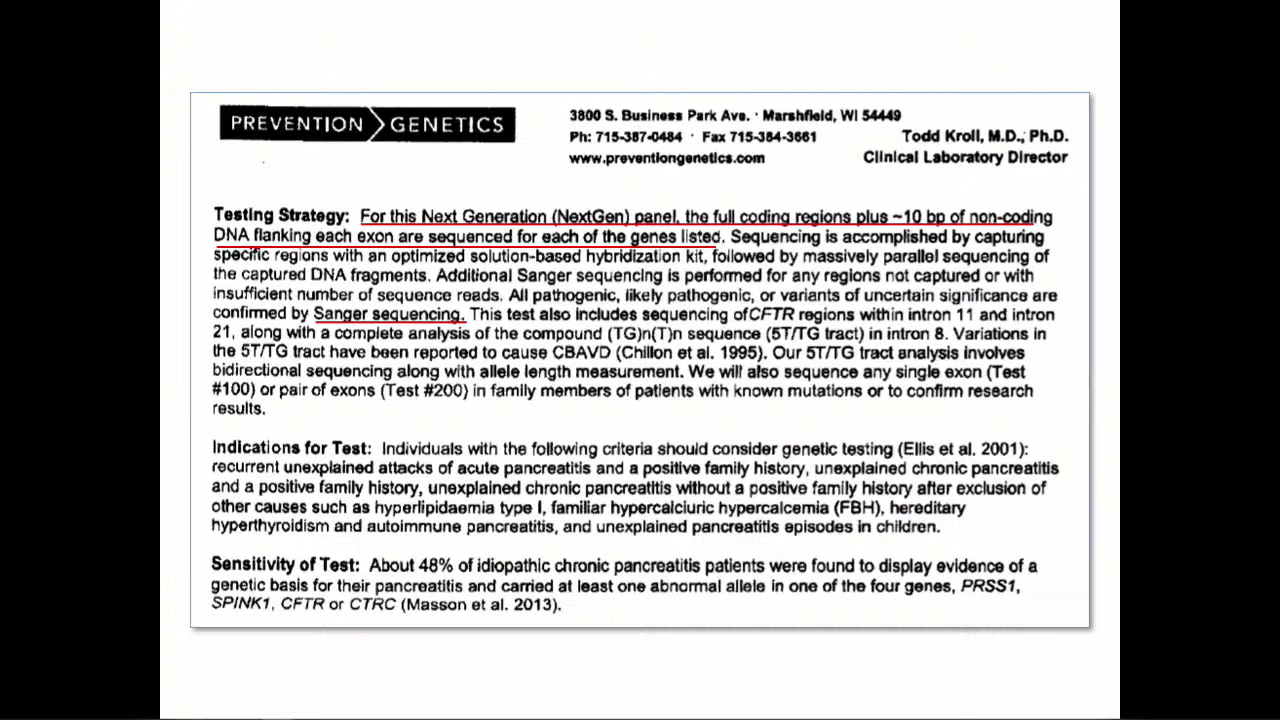 PREVENTION GENETICS
3800 S. Business Park Ave. · Marshfield, WI 54449
Ph: 715-387-0484 · Fax 715-384-3661
www.preventiongenetics.com
Todd Kroll, M.D., Ph.D.
Clinical Laboratory Director
Testing Strategy: For this Next Generation (NextGen) panel, the full coding regions plus ~10 bp of non-coding
DNA flanking each exon are sequenced for each of the genes listed. Sequencing is accomplished by capturing
specific regions with an optimized solution-based hybridization kit, followed by massively parallel sequencing of
the captured DNA fragments. Additional Sanger sequencing is performed for any regions not captured or with
insufficient number of sequence reads. All pathogenic, likely pathogenic, or variants of uncertain significance are
confirmed by Sanger sequencing. This test also includes sequencing of CFTR regions within intron 11 and intron
21, along with a complete analysis of the compound (TG)n(T)n sequence (5T/TG tract) in intron 8. Variations in
the 5T/TG tract have been reported to cause CBAVD (Chillon et al. 1995). Our 5T/TG tract analysis involves
bidirectional sequencing along with allele length measurement. We will also sequence any single exon (Test
#100) or pair of exons (Test #200) in family members of patients with known mutations or to confirm research
results.
Indications for Test: Individuals with the following criteria should consider genetic testing (Ellis et al. 2001):
recurrent unexplained attacks of acute pancreatitis and a positive family history, unexplained chronic pancreatitis
and a positive family history, unexplained chronic pancreatitis without a positive family history after exclusion of
other causes such as hyperlipidaemia type I, familiar hypercalciuric hypercalcemia (FBH), hereditary
hyperthyroidism and autoimmune pancreatitis, and unexplained pancreatitis episodes in children.
Sensitivity of Test: About 48% of idiopathic chronic pancreatitis patients were found to display evidence of a
genetic basis for their pancreatitis and carried at least one abnormal allele in one of the four genes, PRSS1,
SPINK1, CFTR or CTRC (Masson et al. 2013).